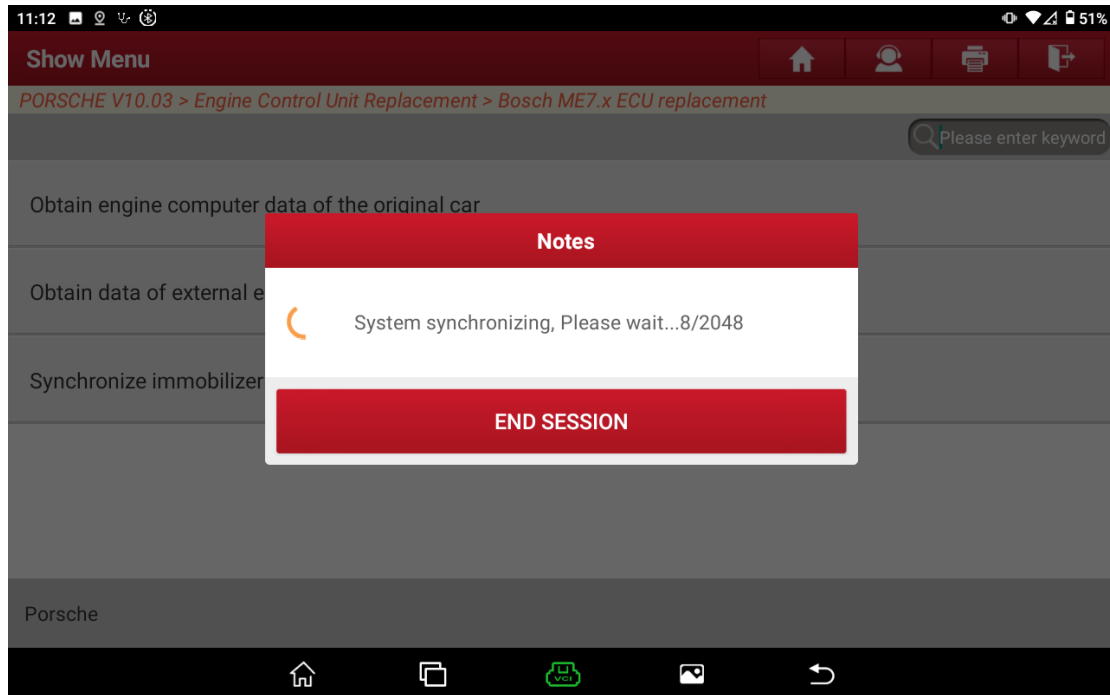 11:12
51%
Show Menu
PORSCHE V10.03 > Engine Control Unit Replacement > Bosch ME7.x ECU replacement
Please enter keyword
Obtain engine computer data of the original car
Notes
Obtain data of external e
System synchronizing, Please wait...8/2048
Synchronize immobilizer
END SESSION
Porsche
VCI